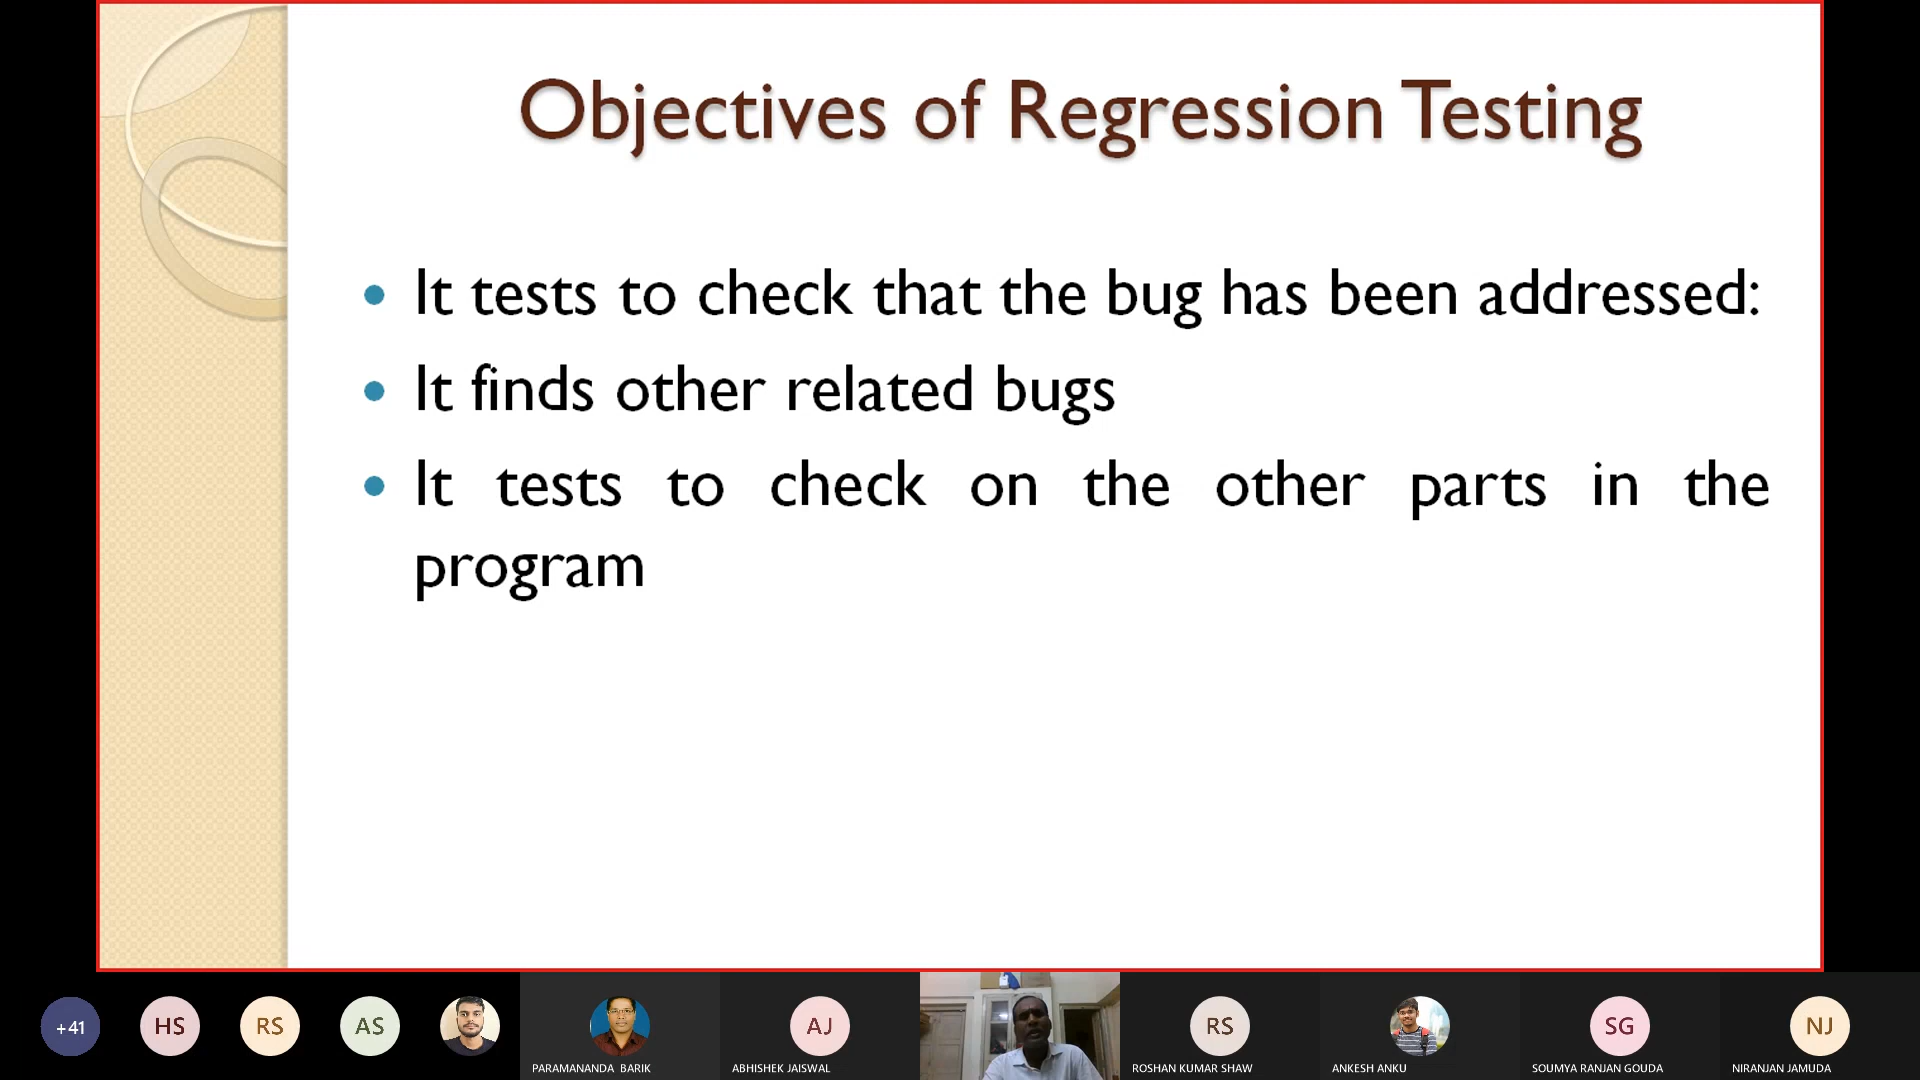 Objectives of Regression Testing
• It tests to check that the bug has been addressed:
• It finds other related bugs
• It tests to check on the other parts in the
program
+41
HS
RS
AS
AJ
RS
SG
NJ
PARAMANANDA BARIK
ABHISHEK JAISWAL
ROSHAN KUMAR SHAW
ANKESH ANKU
SOUMYA RANJAN GOUDA
NIRANJAN JAMUDA